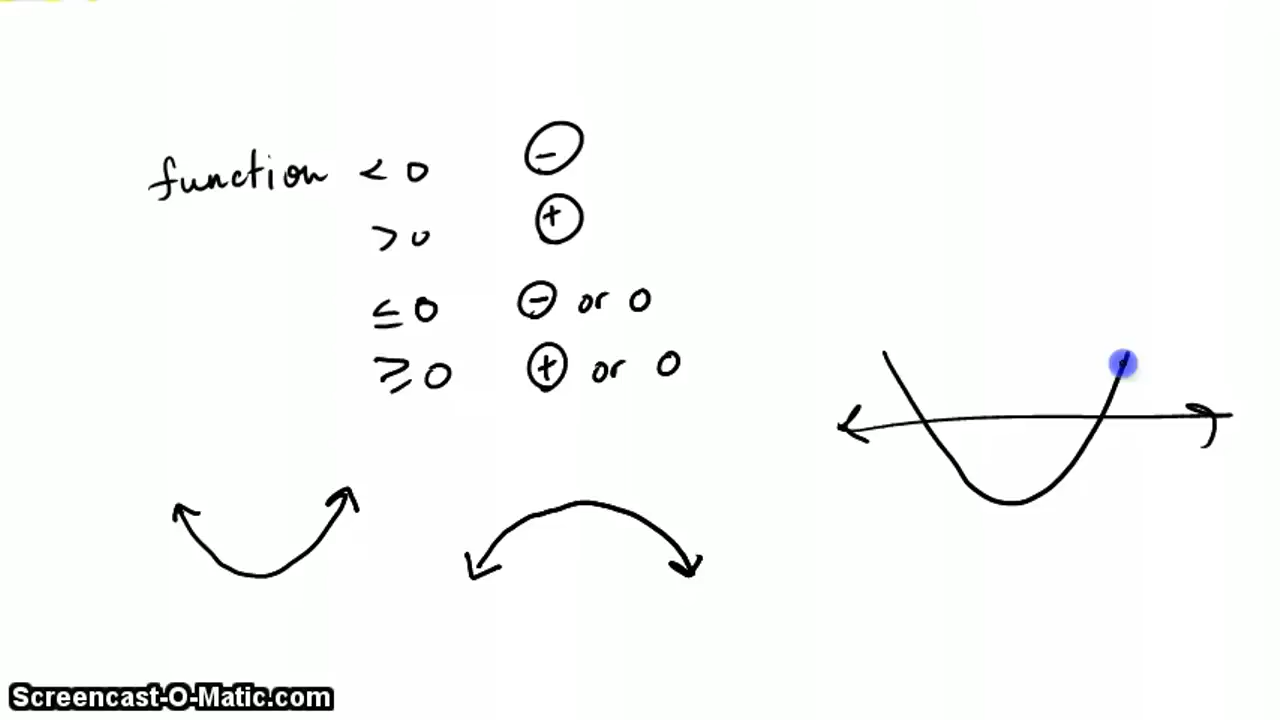 function < 0 ⊖
> 0 ⊕
≤ 0 ⊖ or 0
≥ 0 ⊕ or 0
Screencast-O-Matic.com